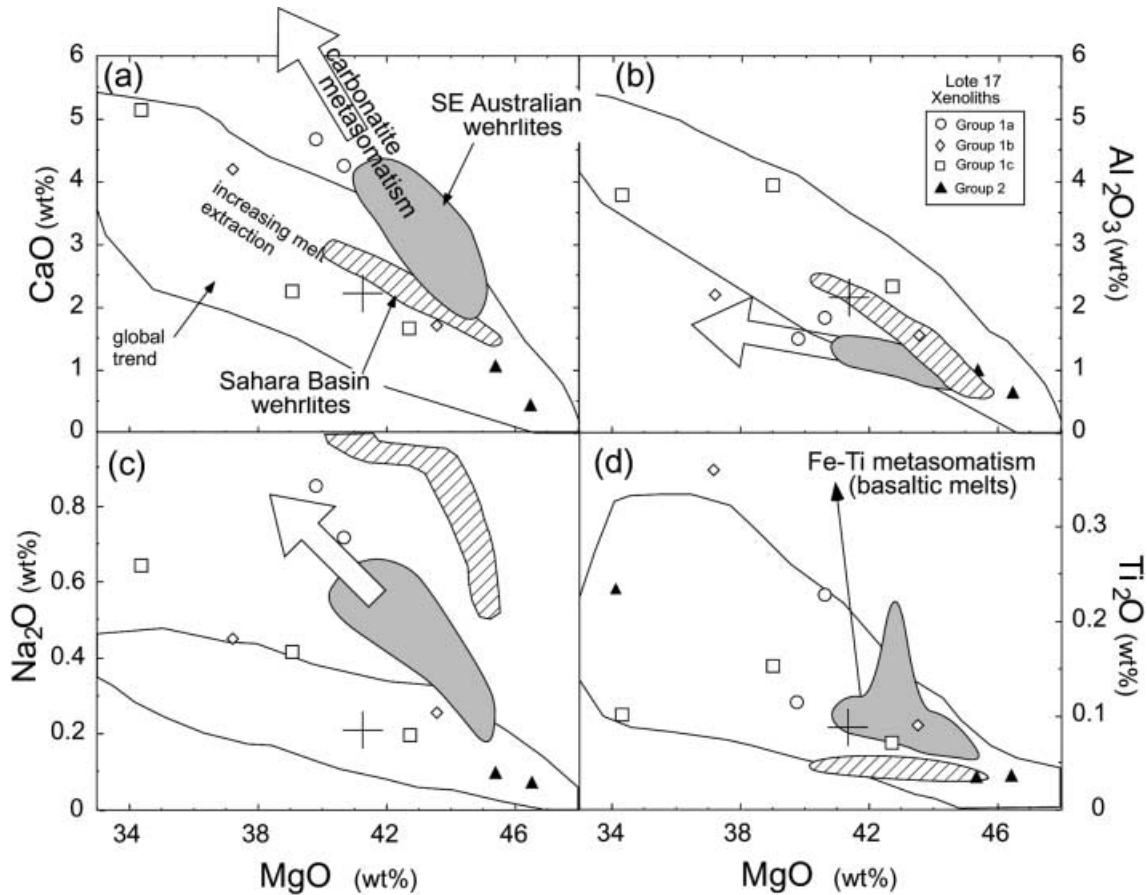 6
5
4
3
2
1
0
CaO (wt%)
(a)
carbonatite
metasomatism
SE Australian
wehrlites
increasing melt
extraction
global
trend
Sahara Basin
wehrlites
(b)
Lote 17
Xenoliths
Group 1a
Group 1b
Group 1c
Group 2
6
5
4
3
2
1
0
Al2O3 (wt%)
(c)
0.8
0.6
0.4
0.2
0
Na2O (wt%)
34 38 42 46
MgO (wt%)
(d)
Fe-Ti metasomatism
(basaltic melts)
0.3
0.2
0.1
0
Ti2O (wt%)
34 38 42 46
MgO (wt%)